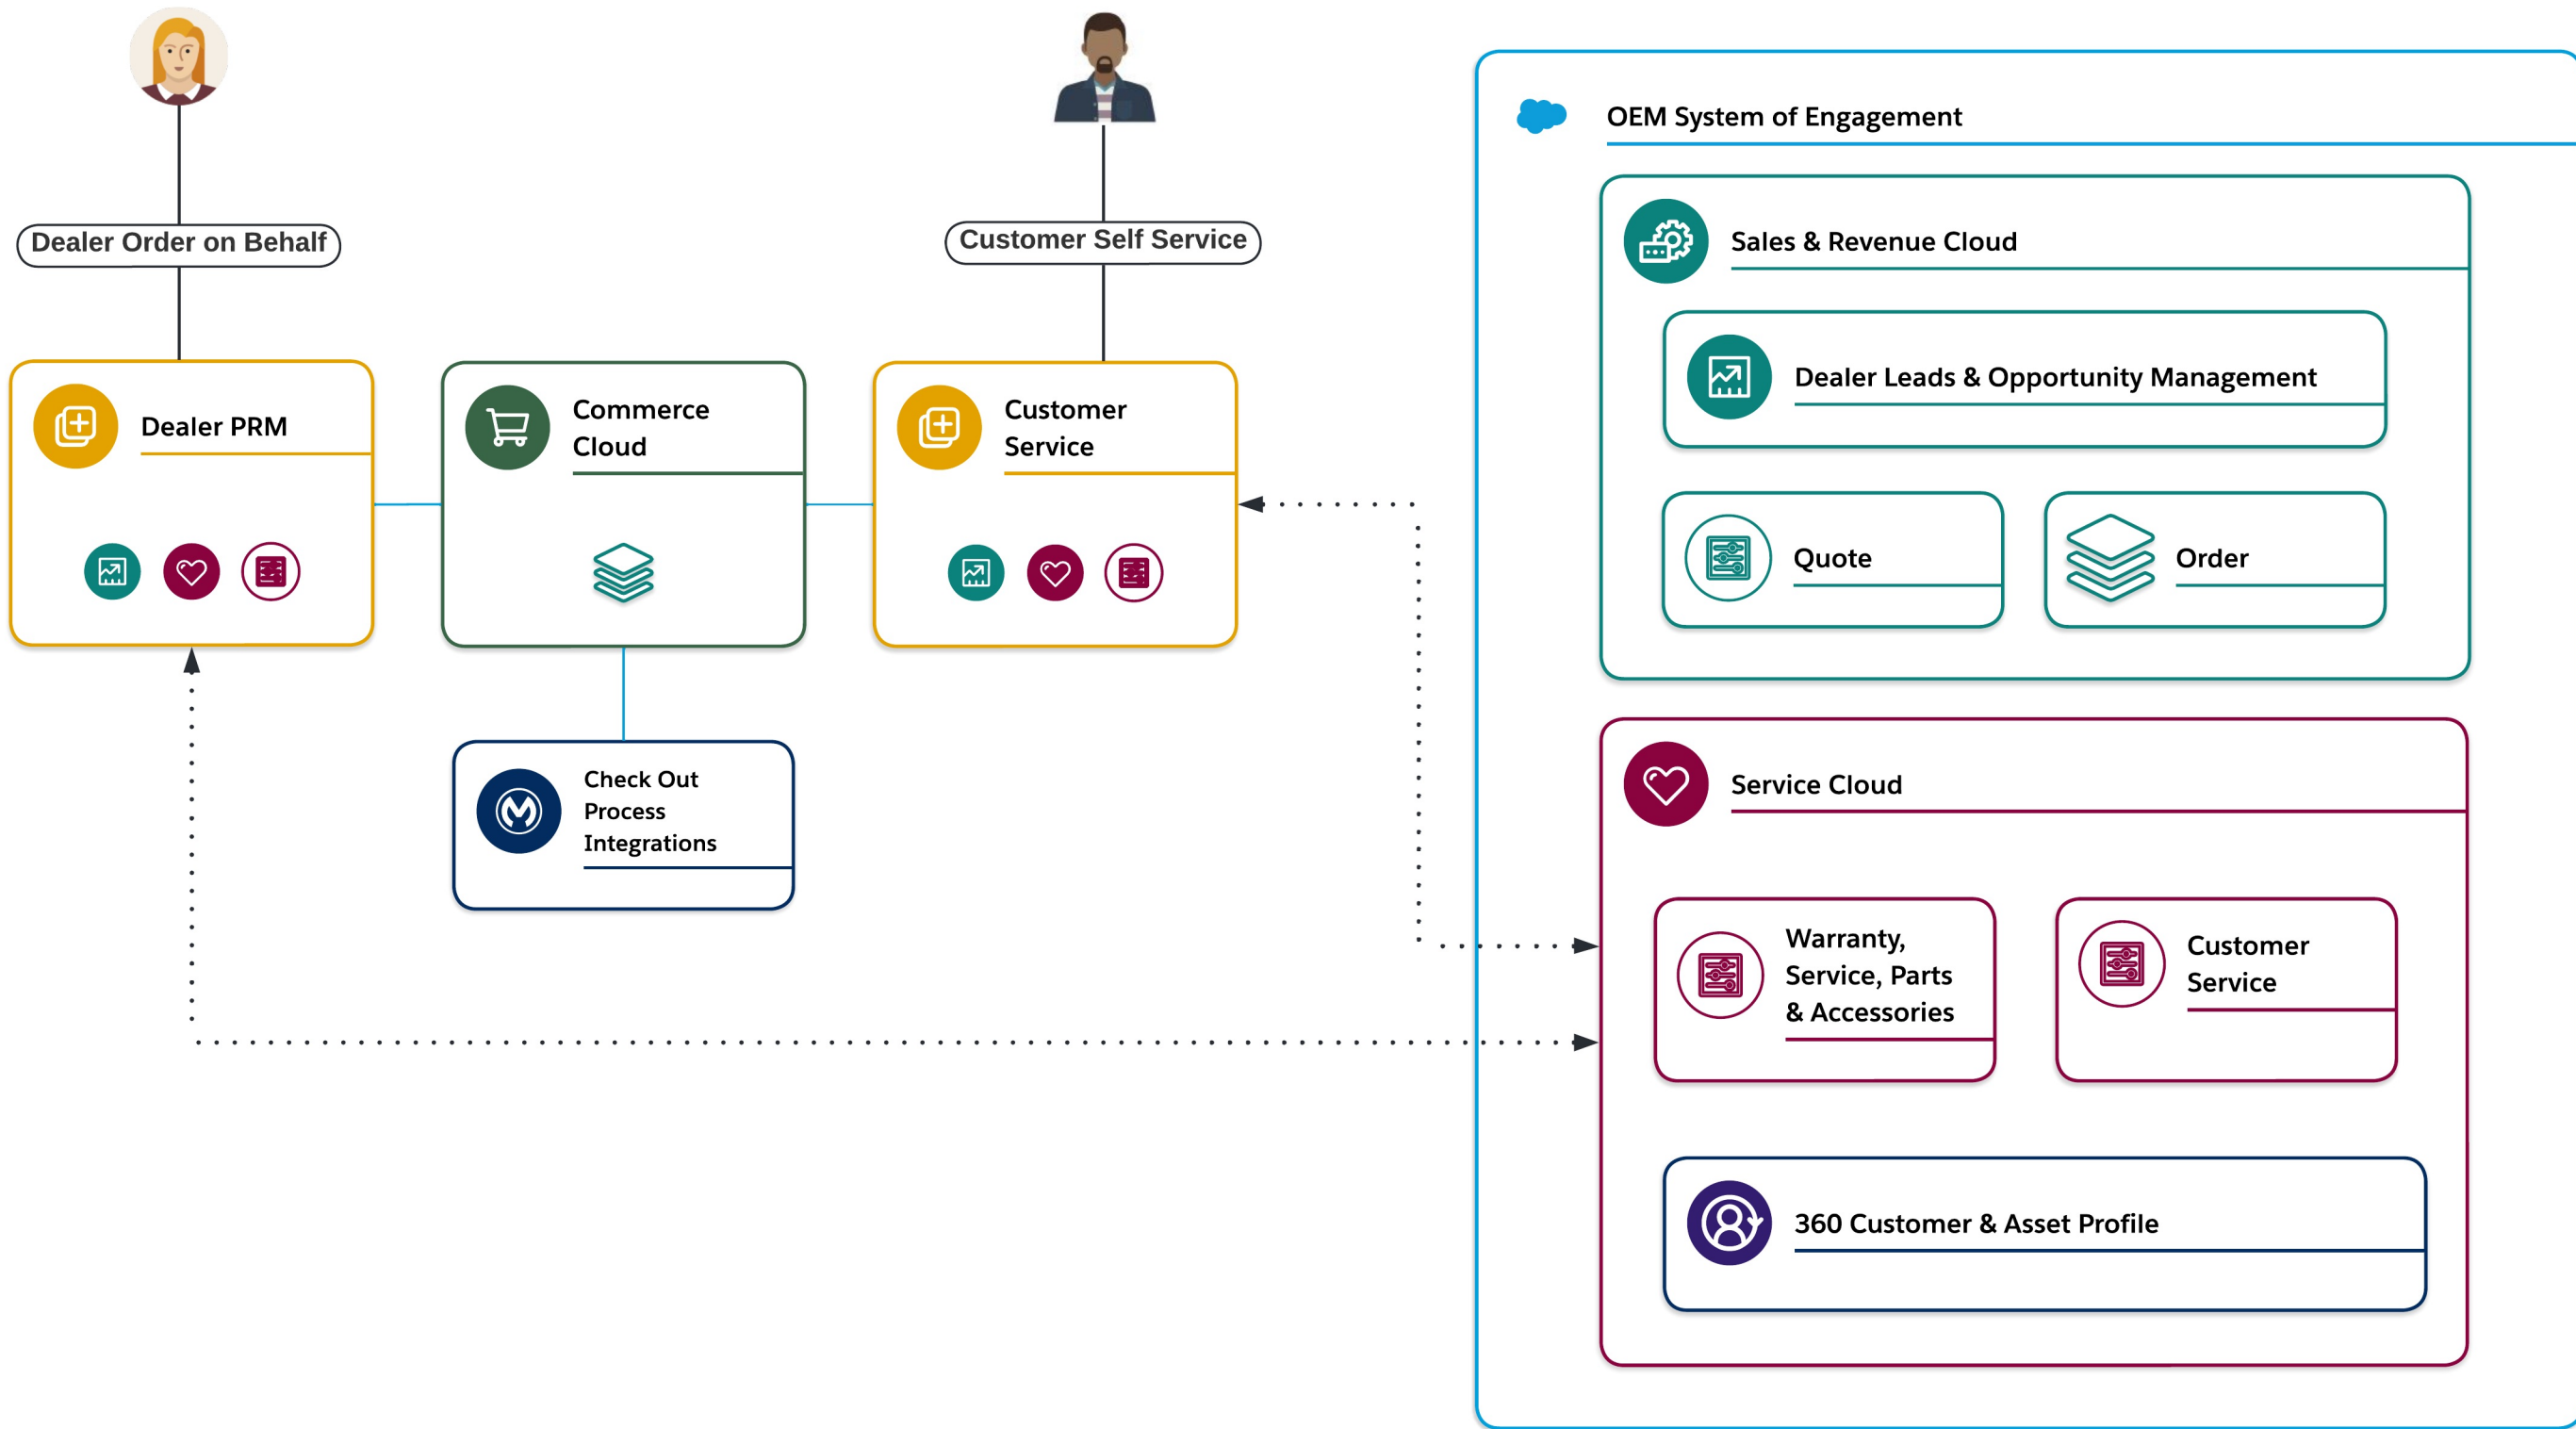 Dealer Order on Behalf
Customer Self Service
Dealer PRM
Commerce
Cloud
Customer
Service
Check Out
Process
Integrations
OEM System of Engagement
Sales & Revenue Cloud
Dealer Leads & Opportunity Management
Quote
Order
Service Cloud
Warranty,
Service, Parts
& Accessories
Customer
Service
360 Customer & Asset Profile